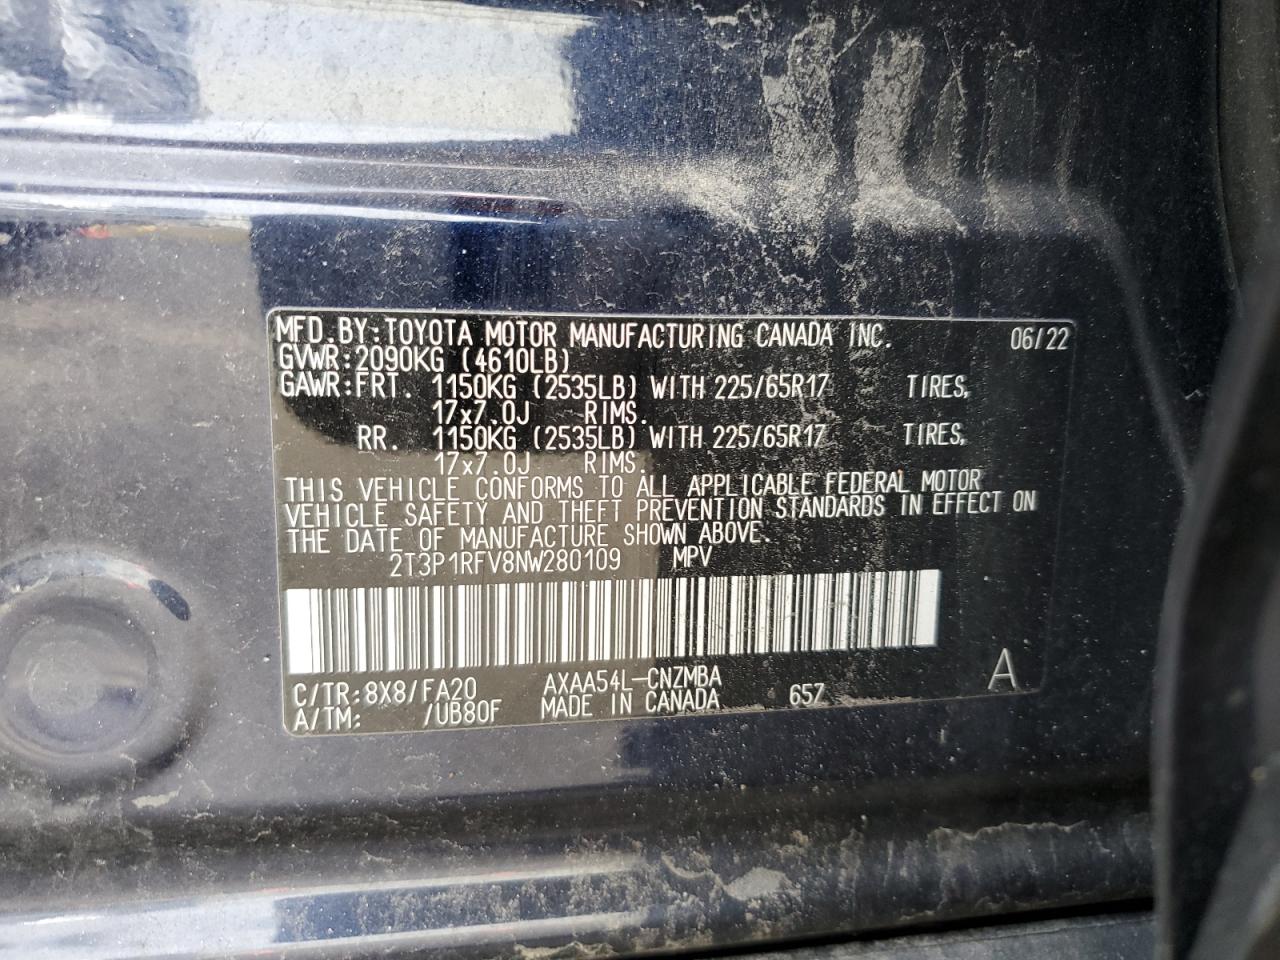 MFD.BY:TOYOTA MOTOR MANUFACTURING CANADA INC. 06/22
GVWR:2090KG (4610LB)
GAWR:FRT. 1150KG (2535LB) WITH 225/65R17 TIRES,
17x7.0J RIMS.
RR. 1150KG (2535LB) WITH 225/65R17 TIRES,
17x7.0J RIMS.
THIS VEHICLE CONFORMS TO ALL APPLICABLE FEDERAL MOTOR
VEHICLE SAFETY AND THEFT PREVENTION STANDARDS IN EFFECT ON
THE DATE OF MANUFACTURE SHOWN ABOVE.
2T3P1RFV8NW280109 MPV
C/TR:8X8/FA20 AXAA54L-CNZMBA
A/TM: /UB80F MADE IN CANADA 65Z A